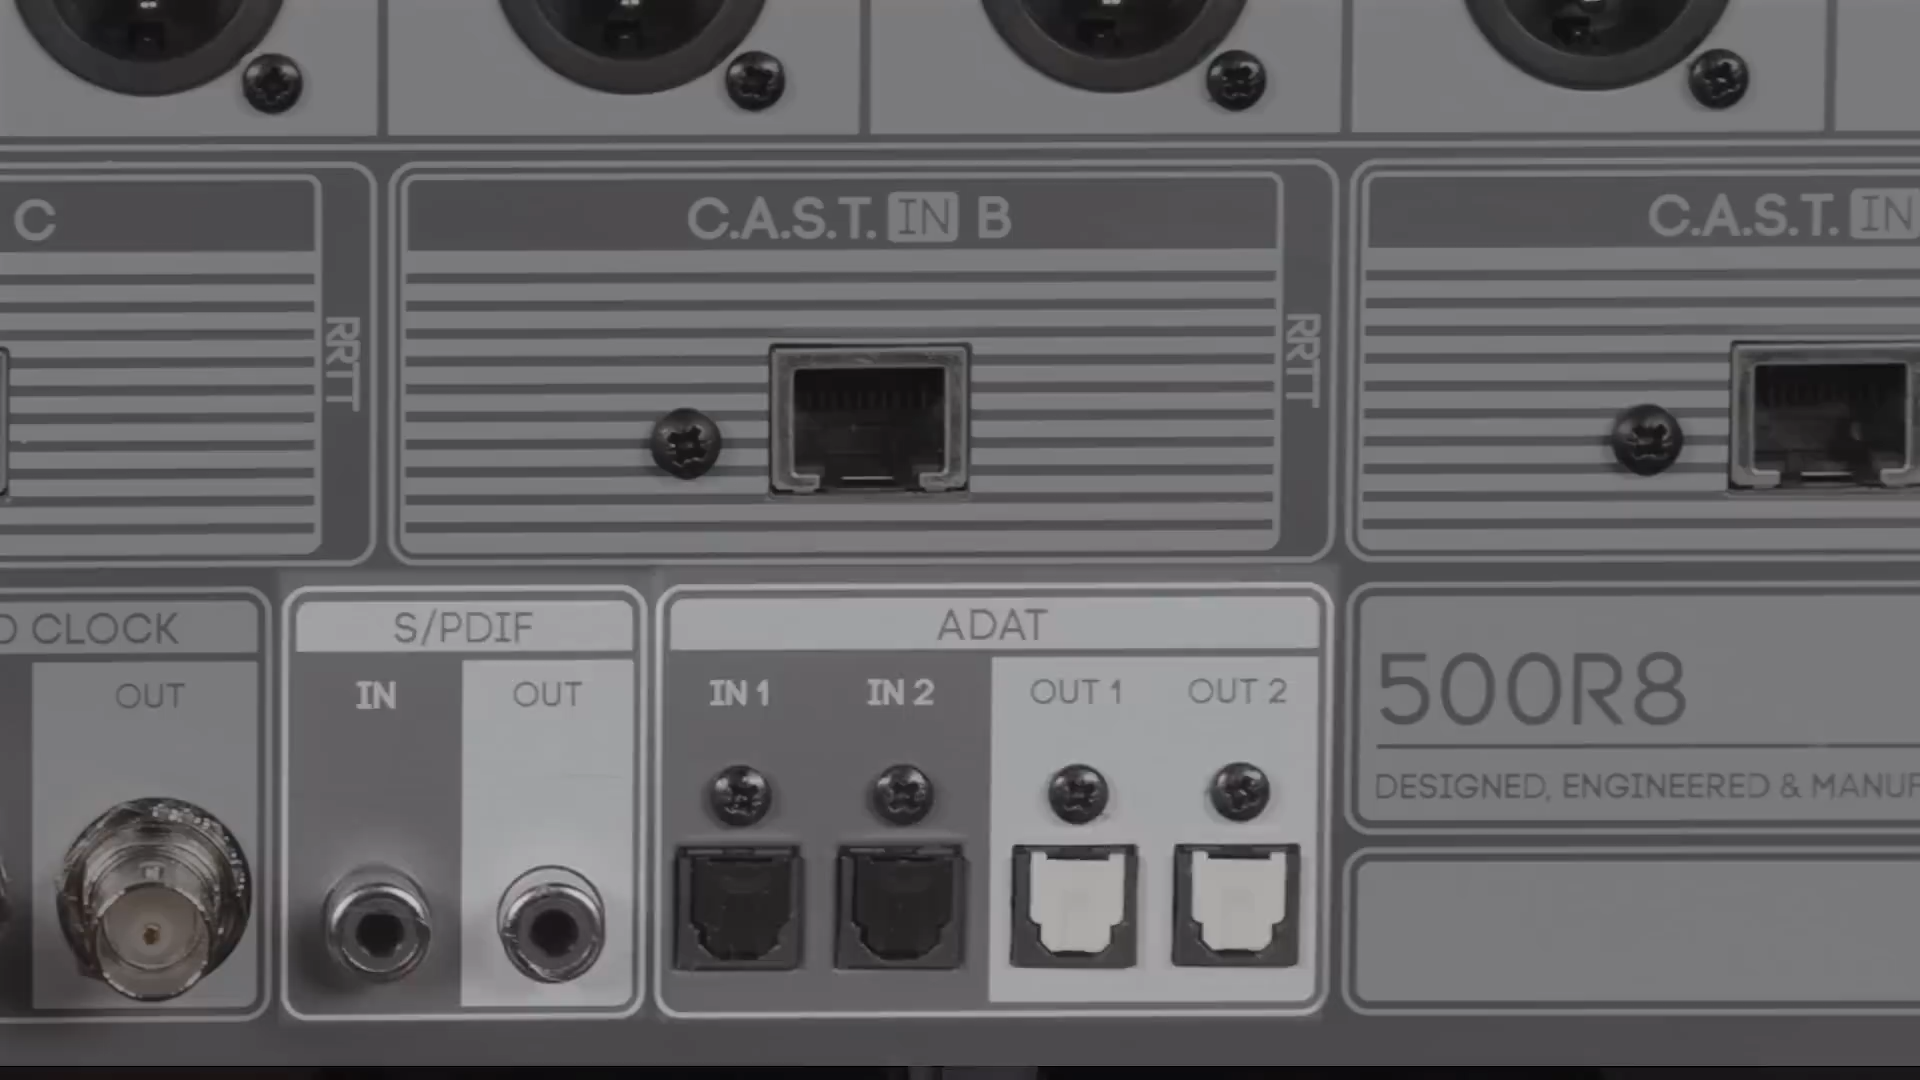 C
RRTT
C.A.S.T. IN B
RRTT
C.A.S.T. IN
D CLOCK
OUT
S/PDIF
IN
OUT
ADAT
IN 1
IN 2
OUT 1
OUT 2
500R8
DESIGNED, ENGINEERED & MANUF